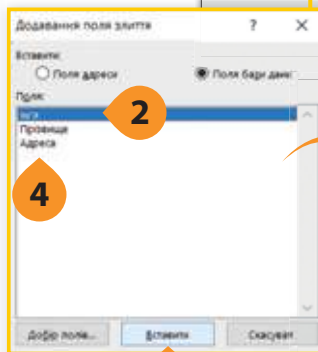 Додавання поля злиття ? ×
Вставити:
Поля адреси Поля бази даних
Поля:
Ім'я
2
Прізвище
Адреса
4
Добір полів... Вставити Скасувати